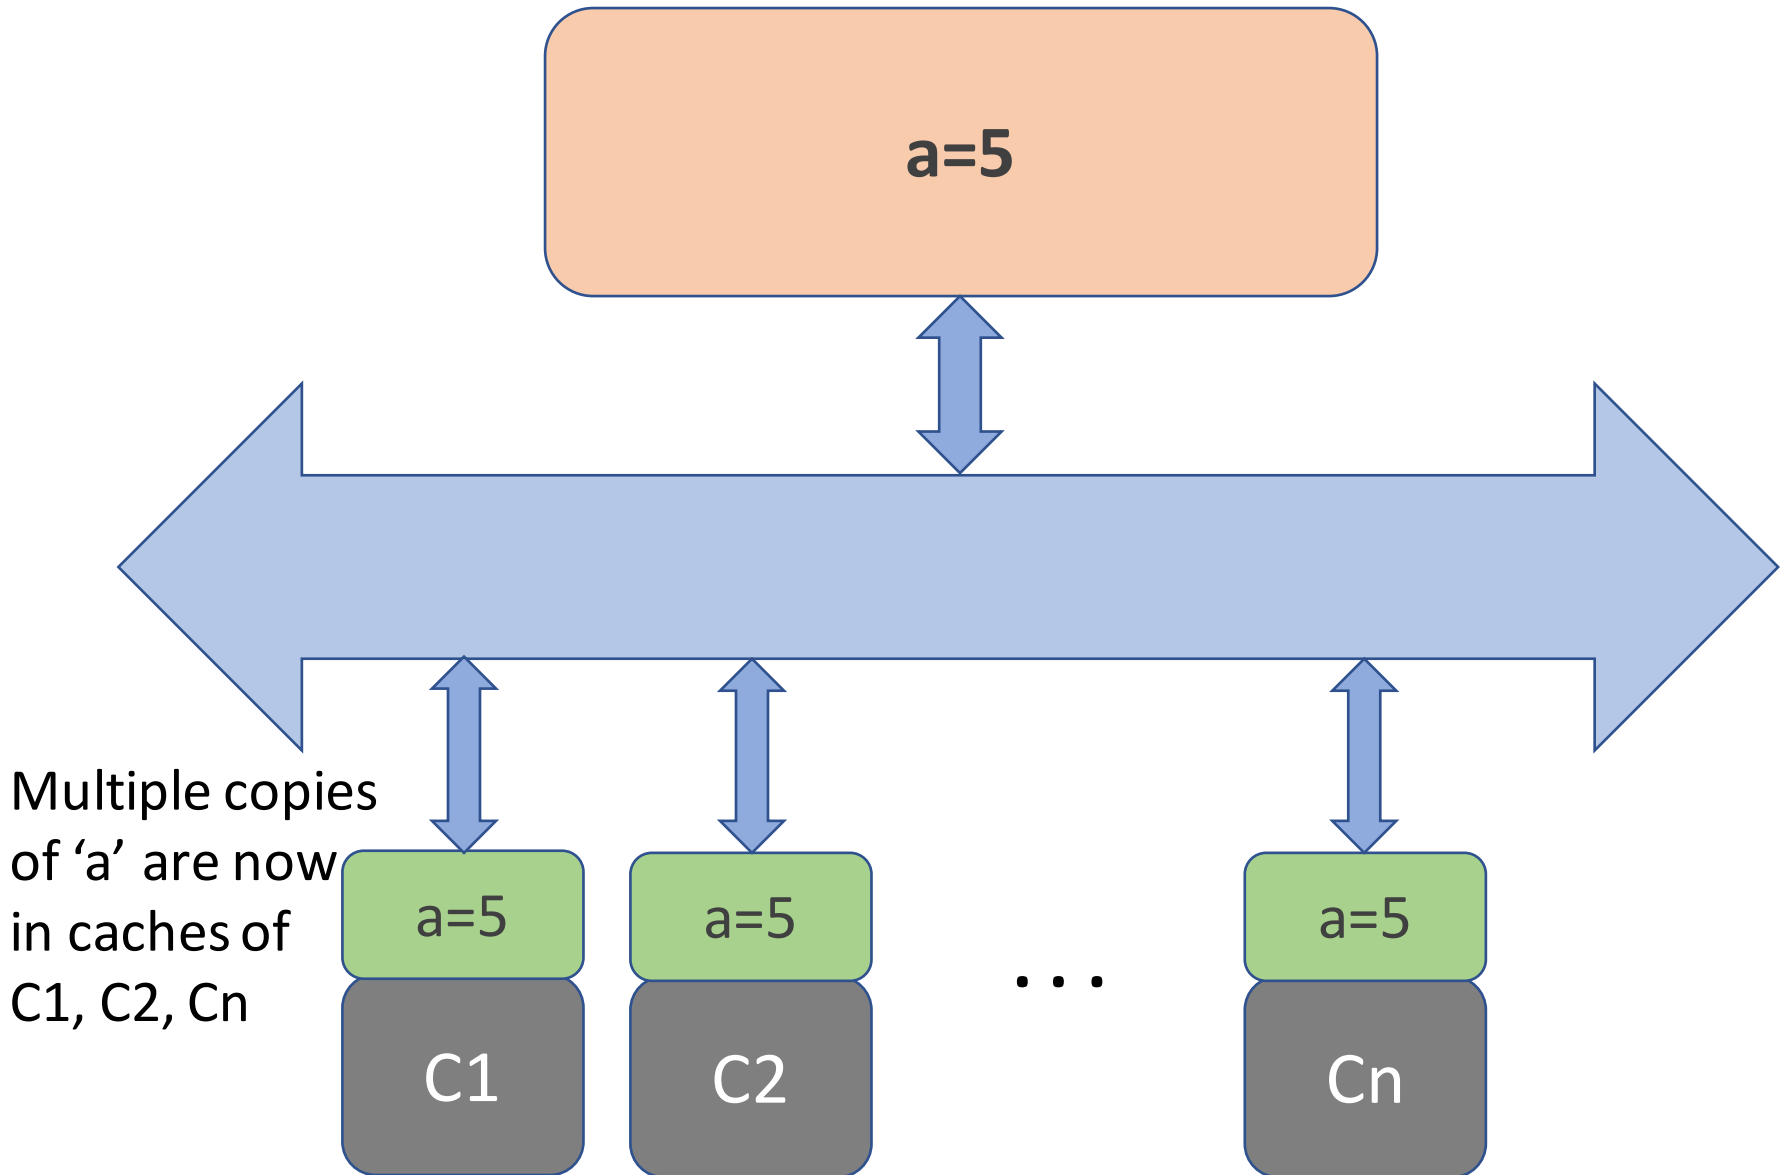 a=5
Multiple copies
of ‘a’ are now
in caches of
C1, C2, Cn
a=5
a=5
. . .
a=5
C1
C2
Cn